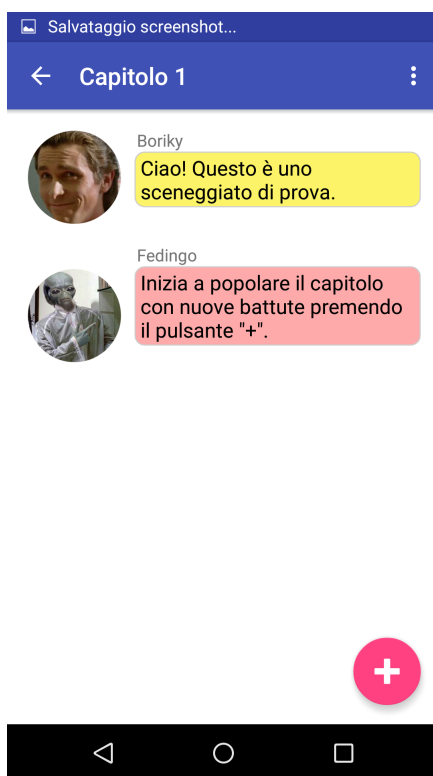 Salvataggio screenshot...
Capitolo 1
Boriky
Ciao! Questo è uno
sceneggiato di prova.
Fedingo
Inizia a popolare il capitolo
con nuove battute premendo
il pulsante "+".